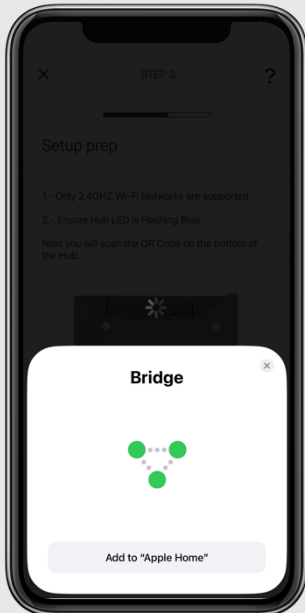 STEP 3
?
Setup prep
1.- Only 2.4GHZ Wi-Fi Networks are supported
2.- Ensure Hub LED is Flashing Blue
Next you will scan the QR Code on the bottom of
the Hub.
Bridge
Add to “Apple Home”